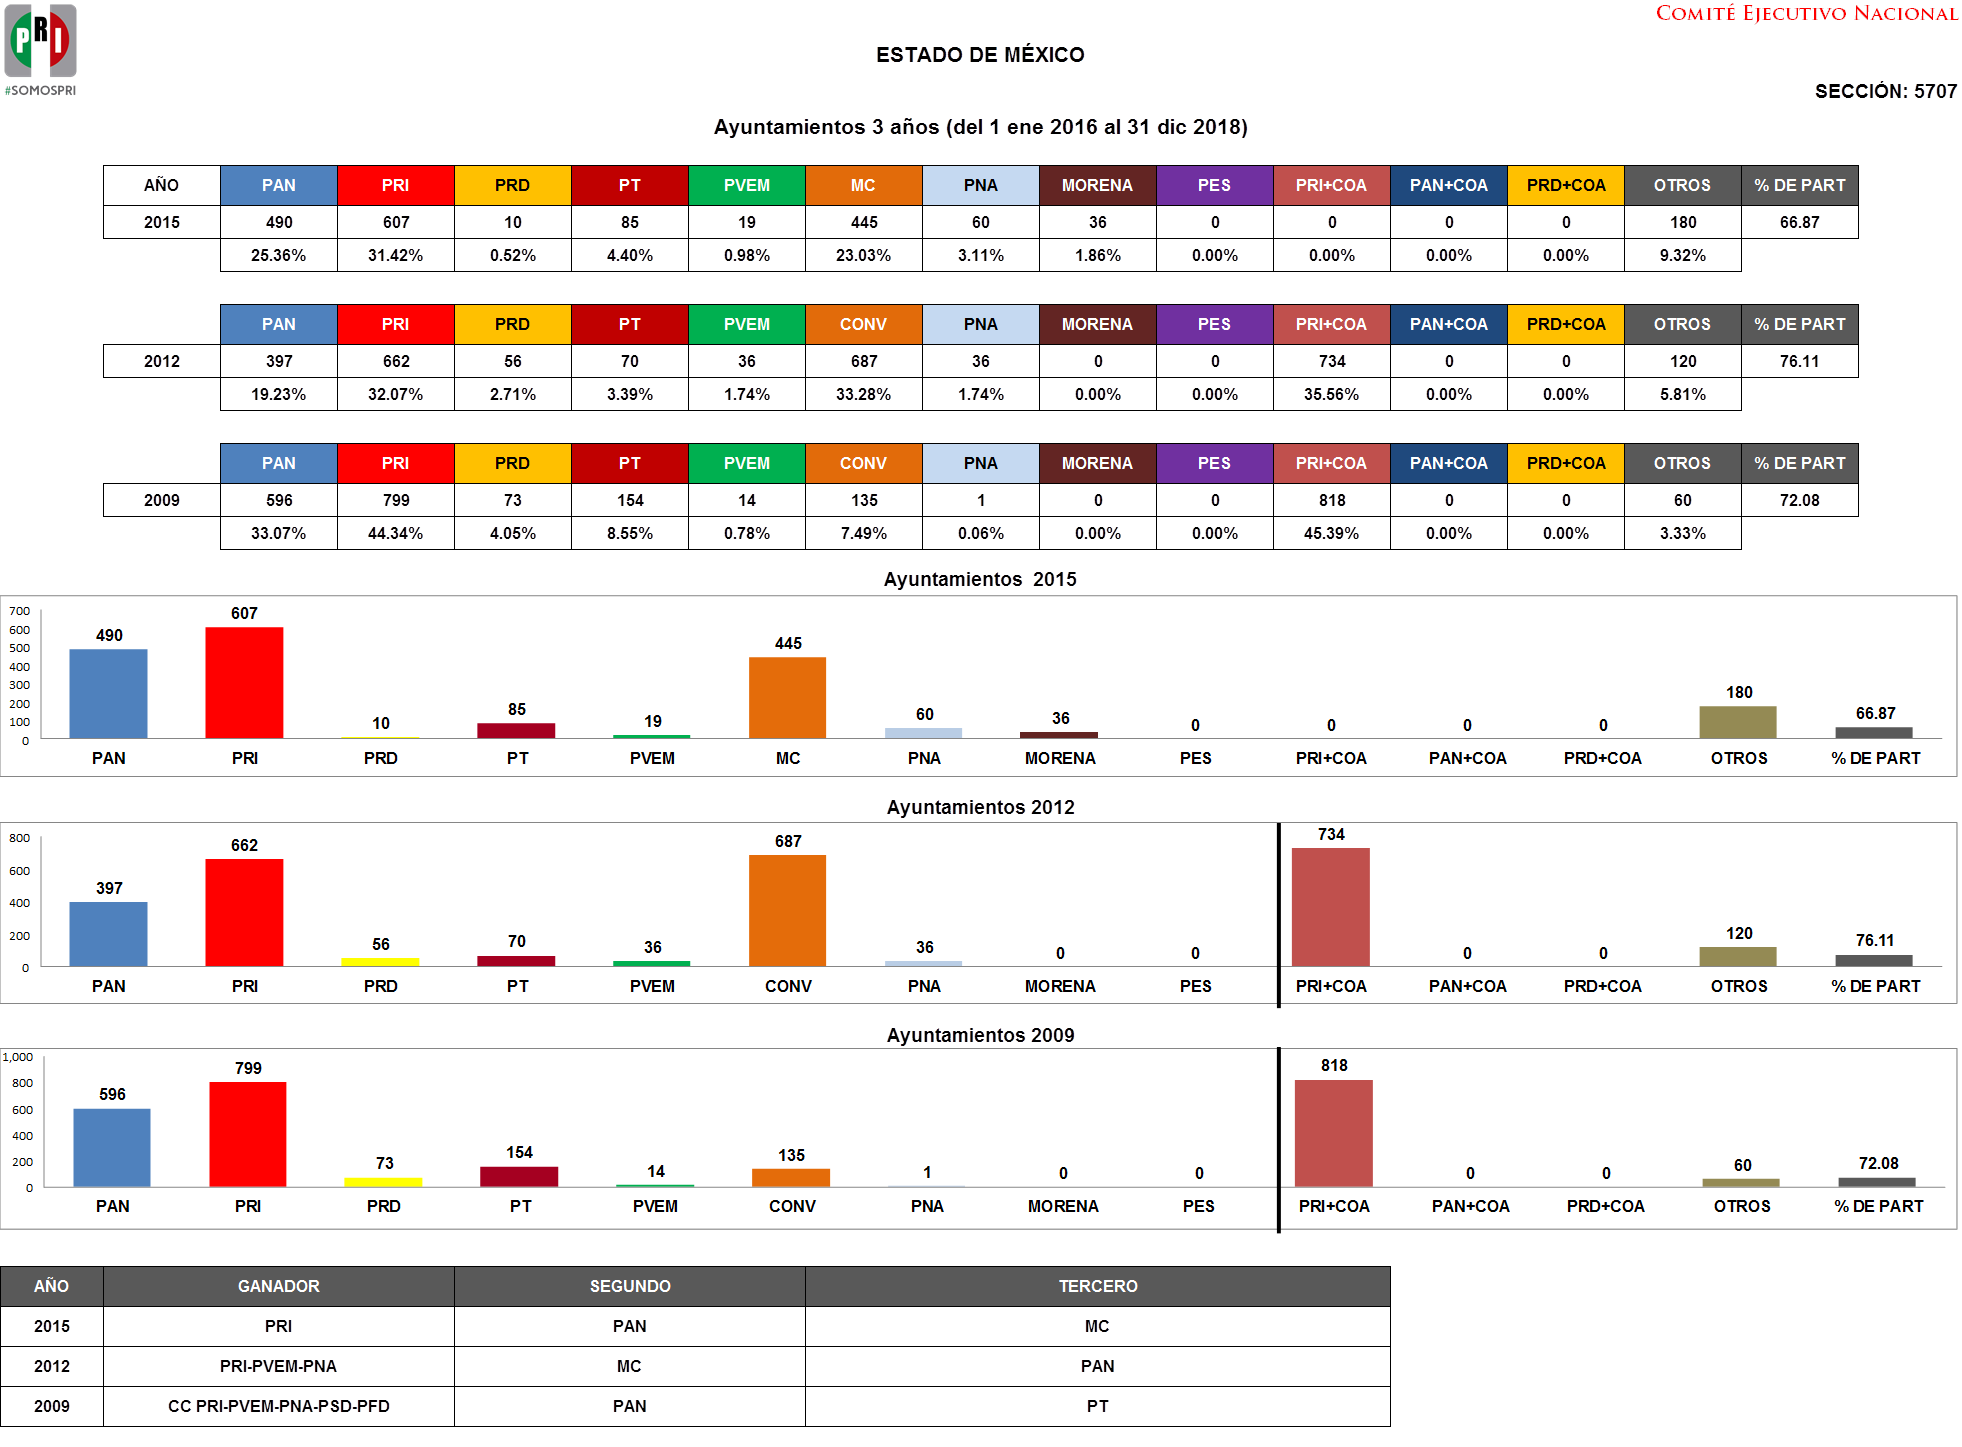 PRI
#SOMOSPRI
COMITÉ EJECUTIVO NACIONAL
ESTADO DE MÉXICO
SECCIÓN: 5707
Ayuntamientos 3 años (del 1 ene 2016 al 31 dic 2018)
AÑO PAN PRI PRD PT PVEM MC PNA MORENA PES PRI+COA PAN+COA PRD+COA OTROS % DE PART
2015 490 607 10 85 19 445 60 36 0 0 0 0 180 66.87
25.36% 31.42% 0.52% 4.40% 0.98% 23.03% 3.11% 1.86% 0.00% 0.00% 0.00% 0.00% 9.32%
PAN PRI PRD PT PVEM CONV PNA MORENA PES PRI+COA PAN+COA PRD+COA OTROS % DE PART
2012 397 662 56 70 36 687 36 0 0 734 0 0 120 76.11
19.23% 32.07% 2.71% 3.39% 1.74% 33.28% 1.74% 0.00% 0.00% 35.56% 0.00% 0.00% 5.81%
PAN PRI PRD PT PVEM CONV PNA MORENA PES PRI+COA PAN+COA PRD+COA OTROS % DE PART
2009 596 799 73 154 14 135 1 0 0 818 0 0 60 72.08
33.07% 44.34% 4.05% 8.55% 0.78% 7.49% 0.06% 0.00% 0.00% 45.39% 0.00% 0.00% 3.33%
Ayuntamientos 2015
700
600
500
400
300
200
100
0
490 607 10 85 19 445 60 36 0 0 0 0 180 66.87
PAN PRI PRD PT PVEM MC PNA MORENA PES PRI+COA PAN+COA PRD+COA OTROS % DE PART
Ayuntamientos 2012
800
600
400
200
0
397 662 56 70 36 687 36 0 0 734 0 0 120 76.11
PAN PRI PRD PT PVEM CONV PNA MORENA PES PRI+COA PAN+COA PRD+COA OTROS % DE PART
Ayuntamientos 2009
1,000
800
600
400
200
0
596 799 73 154 14 135 1 0 0 818 0 0 60 72.08
PAN PRI PRD PT PVEM CONV PNA MORENA PES PRI+COA PAN+COA PRD+COA OTROS % DE PART
AÑO GANADOR SEGUNDO TERCERO
2015 PRI PAN MC
2012 PRI-PVEM-PNA MC PAN
2009 CC PRI-PVEM-PNA-PSD-PFD PAN PT